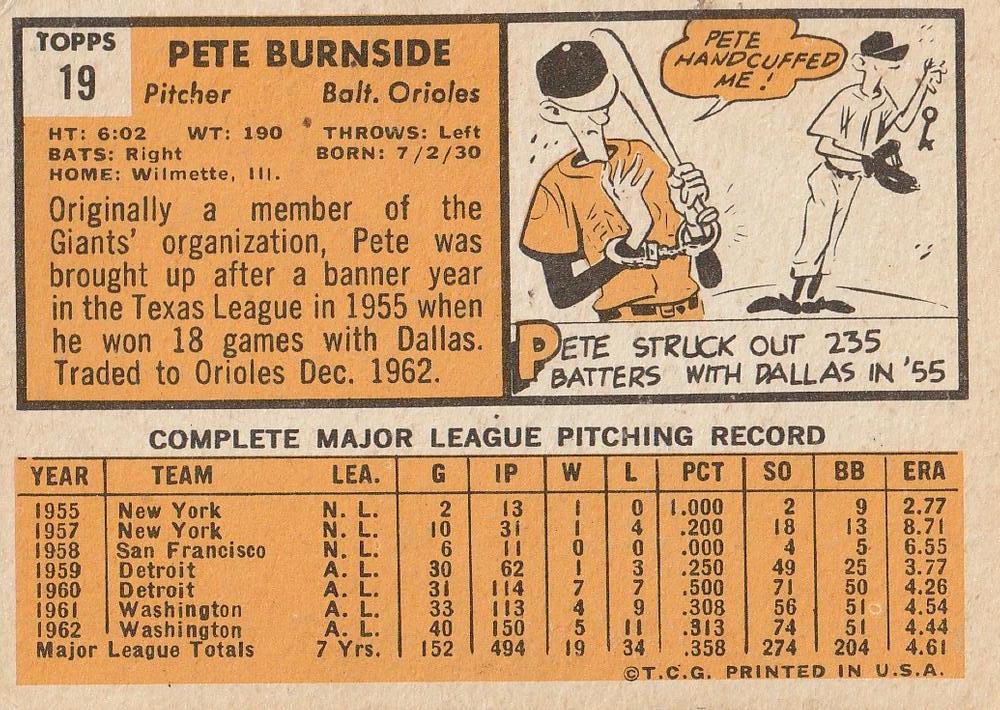 TOPPS
19
PETE BURNSIDE
Pitcher Balt. Orioles
HT: 6:02 WT: 190 THROWS: Left
BATS: Right BORN: 7/2/30
HOME: Wilmette, Ill.
Originally a member of the
Giants' organization, Pete was
brought up after a banner year
in the Texas League in 1955 when
he won 18 games with Dallas.
Traded to Orioles Dec. 1962.
PETE
HANDCUFFED
ME!
PETE STRUCK OUT 235
BATTERS WITH DALLAS IN '55
COMPLETE MAJOR LEAGUE PITCHING RECORD
YEAR TEAM LEA. G IP W L PCT SO BB ERA
1955 New York N. L. 2 13 1 0 1.000 2 9 2.77
1957 New York N. L. 10 31 1 4 .200 18 13 8.71
1958 San Francisco N. L. 6 11 0 0 .000 4 5 6.55
1959 Detroit A. L. 30 62 1 3 .250 49 25 3.77
1960 Detroit A. L. 31 114 7 7 .500 71 50 4.26
1961 Washington A. L. 33 113 4 9 .308 56 51 4.54
1962 Washington A. L. 40 150 5 11 .313 74 51 4.44
Major League Totals 7 Yrs. 152 494 19 34 .358 274 204 4.61
©T.C.G. PRINTED IN U.S.A.